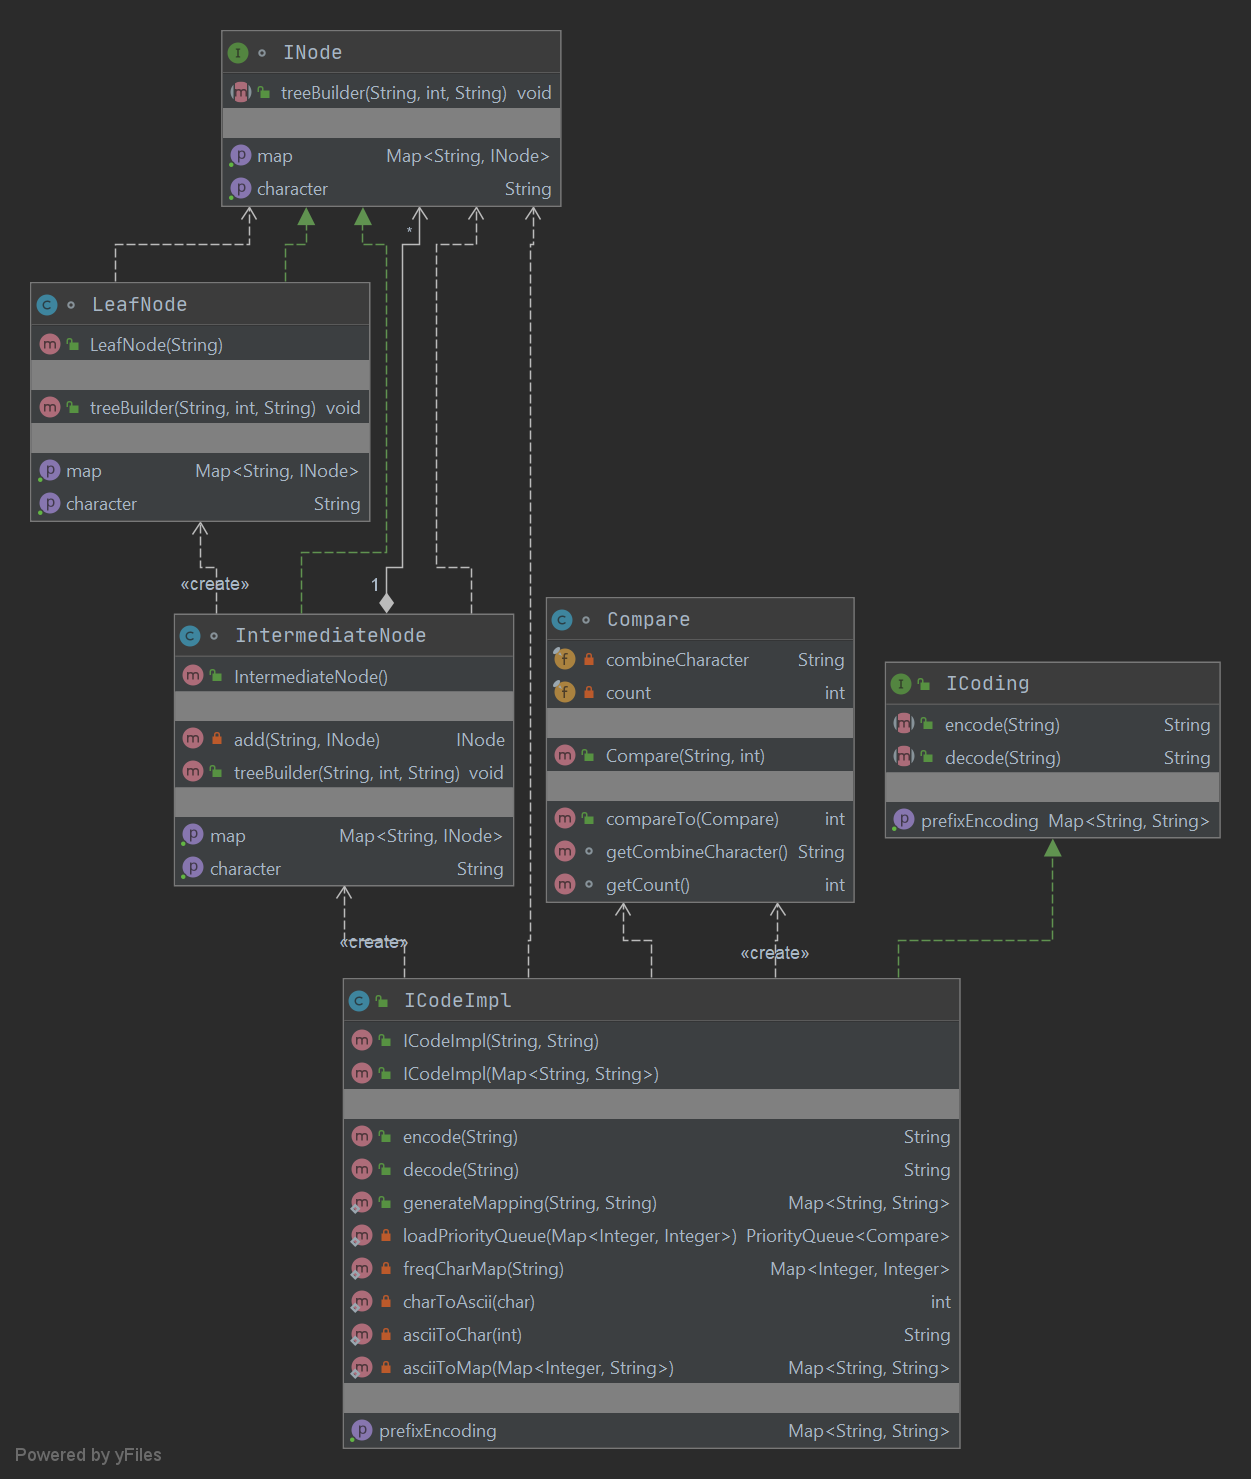 INode
treeBuilder(String, int, String) void
map Map<String, INode>
character String
*
LeafNode
LeafNode(String)
treeBuilder(String, int, String) void
map Map<String, INode>
character String
«create»
1
IntermediateNode
IntermediateNode()
add(String, INode) INode
treeBuilder(String, int, String) void
map Map<String, INode>
character String
Compare
combineCharacter String
count int
Compare(String, int)
compareTo(Compare) int
getCombineCharacter() String
getCount() int
ICoding
encode(String) String
decode(String) String
prefixEncoding Map<String, String>
«create»
«create»
ICodeImpl
ICodeImpl(String, String)
ICodeImpl(Map<String, String>)
encode(String) String
decode(String) String
generateMapping(String, String) Map<String, String>
loadPriorityQueue(Map<Integer, Integer>) PriorityQueue<Compare>
freqCharMap(String) Map<Integer, Integer>
charToAscii(char) int
asciiToChar(int) String
asciiToMap(Map<Integer, String>) Map<String, String>
prefixEncoding Map<String, String>
Powered by yFiles